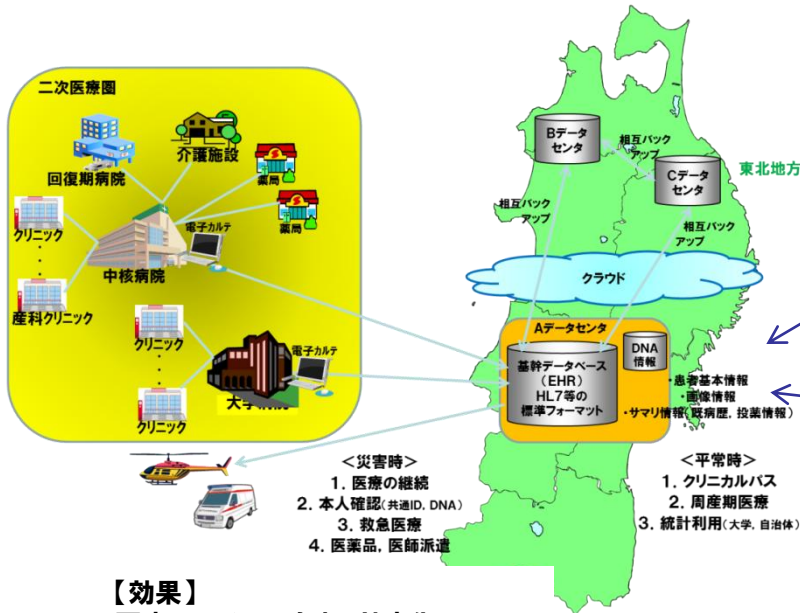 二次医療圏
回復期病院
介護施設
薬局
薬局
クリニック
・
・
・
産科クリニック
中核病院
電子カルテ
クリニック
・
・
・
クリニック
大学病院
電子カルテ
Bデータ
センタ
相互バック
アップ
Cデータ
センタ
東北地方
相互バック
アップ
相互バック
アップ
クラウド
Aデータセンタ
基幹データベース
(EHR)
HL7等の
標準フォーマット
DNA
情報
・患者基本情報
・画像情報
・サマリ情報(既病歴, 投薬情報)
<災害時>
1. 医療の継続
2. 本人確認(共通ID, DNA)
3. 救急医療
4. 医薬品, 医師派遣
<平常時>
1. クリニカルパス
2. 周産期医療
3. 統計利用(大学, 自治体)
【効果】